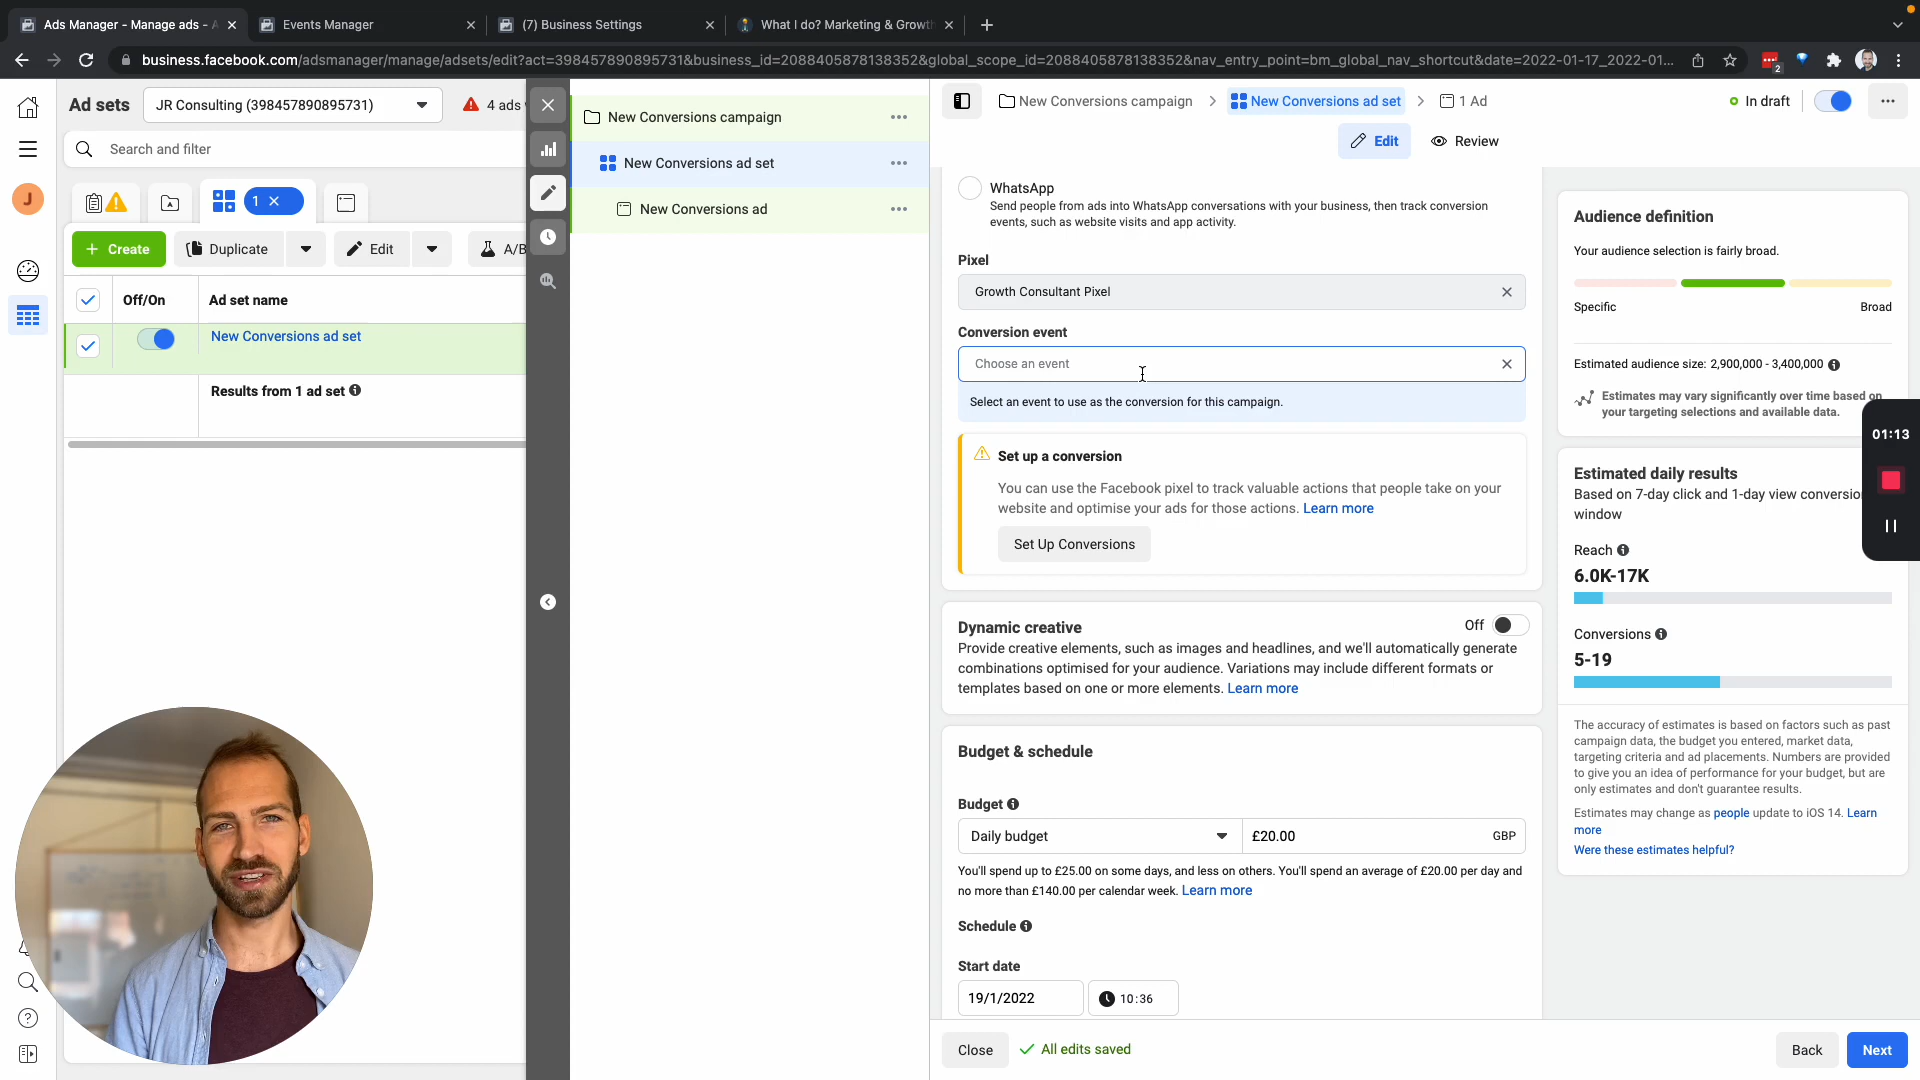 Ads Manager - Manage ads - A
Events Manager
(7) Business Settings
What I do? Marketing & Growth
business.facebook.com/adsmanager/manage/adsets/edit?act=398457890895731&business_id=2088405878138352&global_scope_id=2088405878138352&nav_entry_point=bm_global_nav_shortcut&date=2022-01-17_2022-01...
2
Ad sets
JR Consulting (398457890895731)
4 ads
J
Search and filter
1
Create
Duplicate
Edit
A/B
Off/On
Ad set name
New Conversions ad set
Results from 1 ad set
New Conversions campaign
New Conversions ad set
New Conversions ad
New Conversions campaign
New Conversions ad set
1 Ad
In draft
Edit
Review
WhatsApp
Send people from ads into WhatsApp conversations with your business, then track conversion
events, such as website visits and app activity.
Pixel
Growth Consultant Pixel
Conversion event
Choose an event
Select an event to use as the conversion for this campaign.
Set up a conversion
You can use the Facebook pixel to track valuable actions that people take on your
website and optimise your ads for those actions. Learn more
Set Up Conversions
Dynamic creative
Off
Provide creative elements, such as images and headlines, and we'll automatically generate
combinations optimised for your audience. Variations may include different formats or
templates based on one or more elements. Learn more
Budget & schedule
Budget
Daily budget
£20.00
GBP
You'll spend up to £25.00 on some days, and less on others. You'll spend an average of £20.00 per day and
no more than £140.00 per calendar week. Learn more
Schedule
Start date
19/1/2022
10:36
Close
All edits saved
Back
Next
Audience definition
Your audience selection is fairly broad.
Specific
Broad
Estimated audience size: 2,900,000 - 3,400,000
Estimates may vary significantly over time based on
your targeting selections and available data.
01:13
Estimated daily results
Based on 7-day click and 1-day view conversion
window
Reach
6.0K-17K
Conversions
5-19
The accuracy of estimates is based on factors such as past
campaign data, the budget you entered, market data,
targeting criteria and ad placements. Numbers are provided
to give you an idea of performance for your budget, but are
only estimates and don't guarantee results.
Estimates may change as people update to iOS 14. Learn
more
Were these estimates helpful?